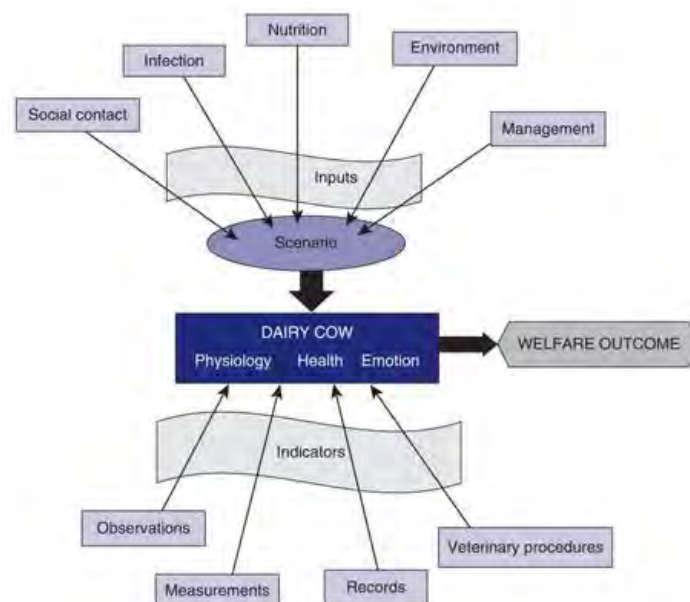 Nutrition
Infection
Environment
Social contact
Management
Inputs
Scenario
DAIRY COW
Physiology Health Emotion
WELFARE OUTCOME
Indicators
Observations
Veterinary procedures
Measurements
Records